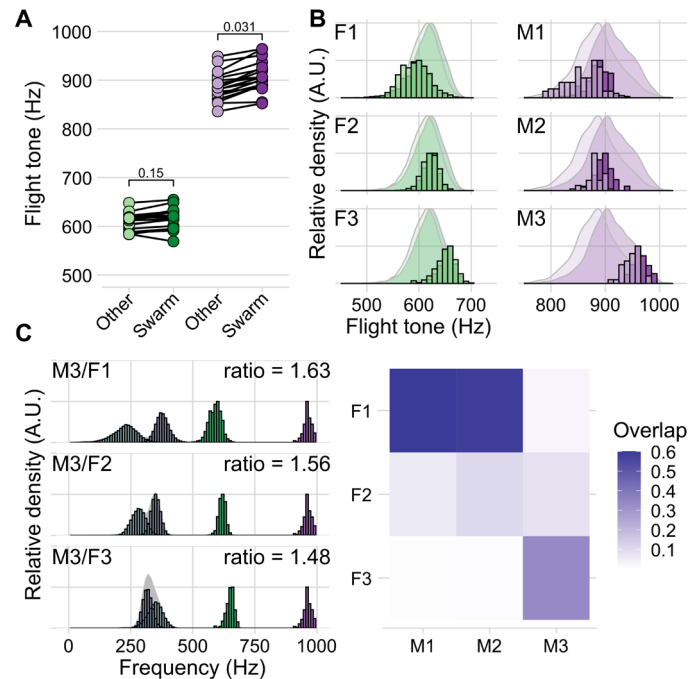 A
Flight tone (Hz)
1000
900
800
700
600
500
0.031
0.15
Other
Swarm
Other
Swarm
B
Relative density (A.U.)
F1
M1
F2
M2
F3
M3
500
600
700
800
900
1000
Flight tone (Hz)
C
Relative density (A.U.)
M3/F1
ratio = 1.63
M3/F2
ratio = 1.56
M3/F3
ratio = 1.48
0
250
500
750
1000
Frequency (Hz)
F1
F2
F3
M1
M2
M3
Overlap
0.6
0.5
0.4
0.3
0.2
0.1